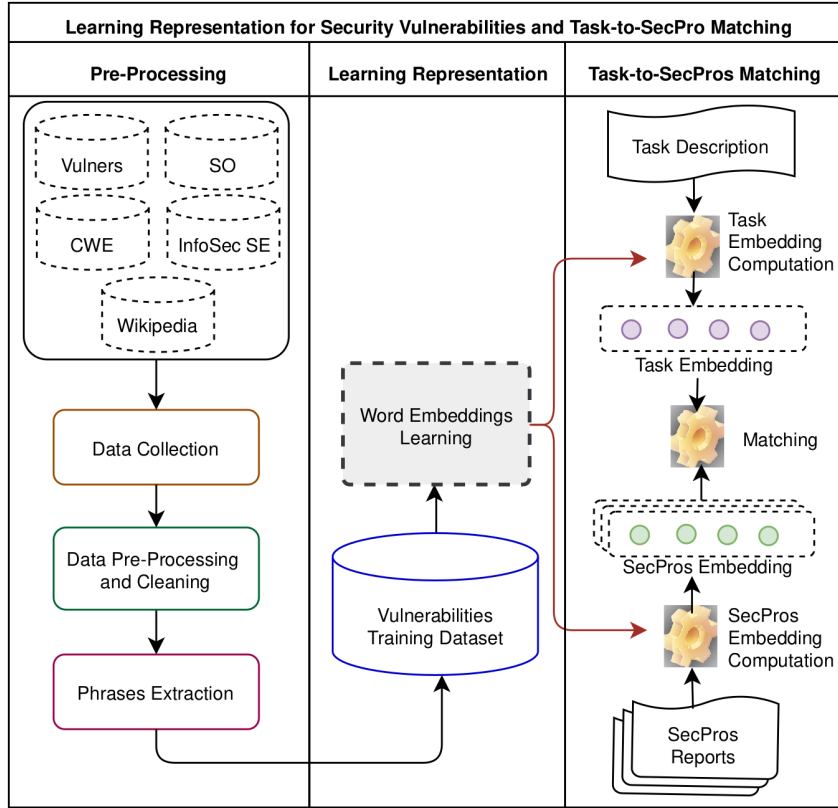 Learning Representation for Security Vulnerabilities and Task-to-SecPro Matching
Pre-Processing
Learning Representation
Task-to-SecPros Matching
Vulners
SO
CWE
InfoSec SE
Wikipedia
Data Collection
Data Pre-Processing
and Cleaning
Phrases Extraction
Word Embeddings
Learning
Vulnerabilities
Training Dataset
Task Description
Task
Embedding
Computation
Task Embedding
Matching
SecPros Embedding
SecPros
Embedding
Computation
SecPros
Reports